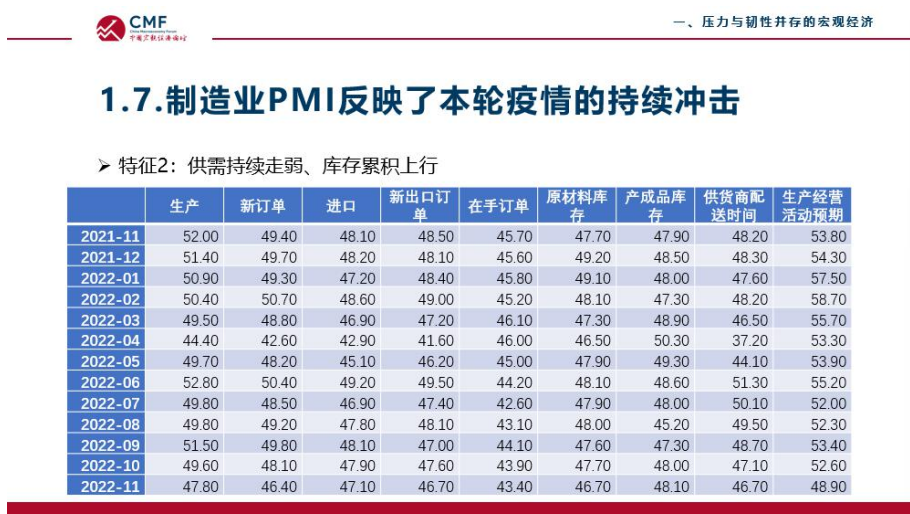 CMF
China Macroeconomy Forum
中国宏观经济论坛
一、压力与韧性并存的宏观经济
1.7.制造业PMI反映了本轮疫情的持续冲击
➢ 特征2：供需持续走弱、库存累积上行
生产 新订单 进口 新出口订单 在手订单 原材料库存 产成品库存 供货商配送时间 生产经营活动预期
2021-11 52.00 49.40 48.10 48.50 45.70 47.70 47.90 48.20 53.80
2021-12 51.40 49.70 48.20 48.10 45.60 49.20 48.50 48.30 54.30
2022-01 50.90 49.30 47.20 48.40 45.80 49.10 48.00 47.60 57.50
2022-02 50.40 50.70 48.60 49.00 45.20 48.10 47.30 48.20 58.70
2022-03 49.50 48.80 46.90 47.20 46.10 47.30 48.90 46.50 55.70
2022-04 44.40 42.60 42.90 41.60 46.00 46.50 50.30 37.20 53.30
2022-05 49.70 48.20 45.10 46.20 45.00 47.90 49.30 44.10 53.90
2022-06 52.80 50.40 49.20 49.50 44.20 48.10 48.60 51.30 55.20
2022-07 49.80 48.50 46.90 47.40 42.60 47.90 48.00 50.10 52.00
2022-08 49.80 49.20 47.80 48.10 43.10 48.00 45.20 49.50 52.30
2022-09 51.50 49.80 48.10 47.00 44.10 47.60 47.30 48.70 53.40
2022-10 49.60 48.10 47.90 47.60 43.90 47.70 48.00 47.10 52.60
2022-11 47.80 46.40 47.10 46.70 43.40 46.70 48.10 46.70 48.90